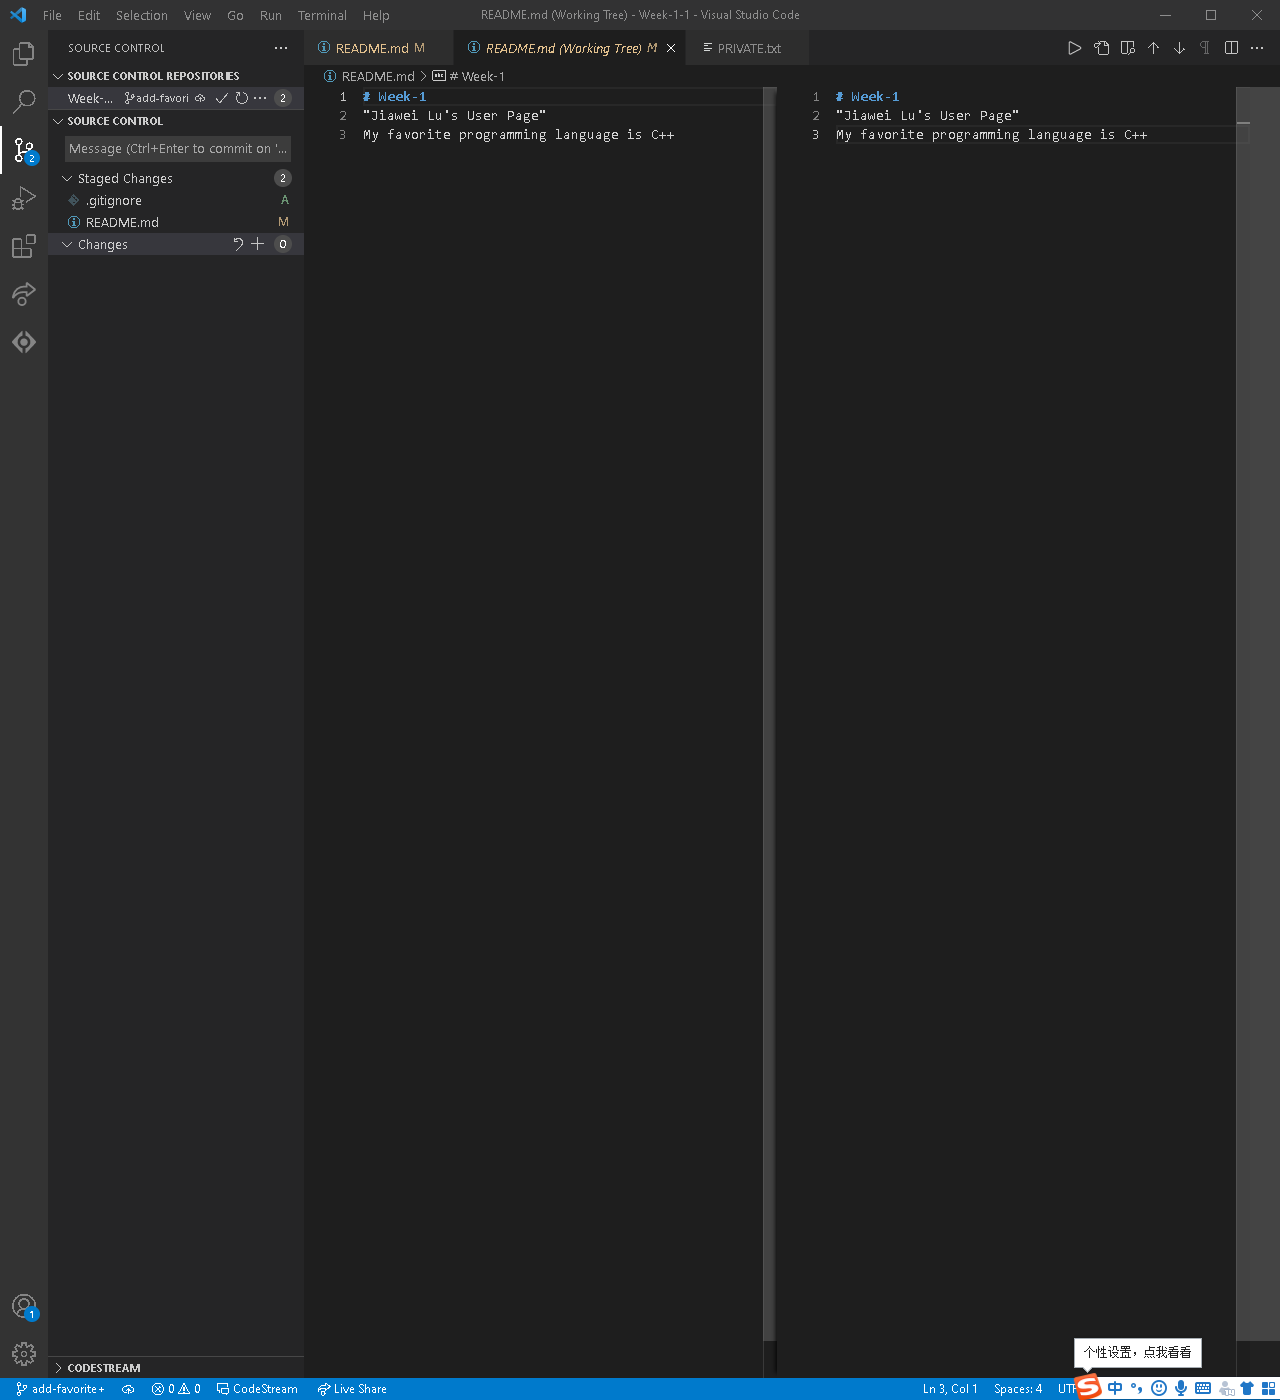 File Edit Selection View Go Run Terminal Help README.md (Working Tree) - Week-1-1 - Visual Studio Code
SOURCE CONTROL
SOURCE CONTROL REPOSITORIES
Week-... add-favori 2
SOURCE CONTROL
Message (Ctrl+Enter to commit on '...
Staged Changes 2
.gitignore A
README.md M
Changes 0
README.md M README.md (Working Tree) M PRIVATE.txt
README.md > # Week-1
1 # Week-1
2 "Jiawei Lu's User Page"
3 My favorite programming language is C++
1 # Week-1
2 "Jiawei Lu's User Page"
3 My favorite programming language is C++
2
1
CODESTREAM
个性设置，点我看看
add-favorite+ 0 0 CodeStream Live Share Ln 3, Col 1 Spaces: 4 UTF
S 中